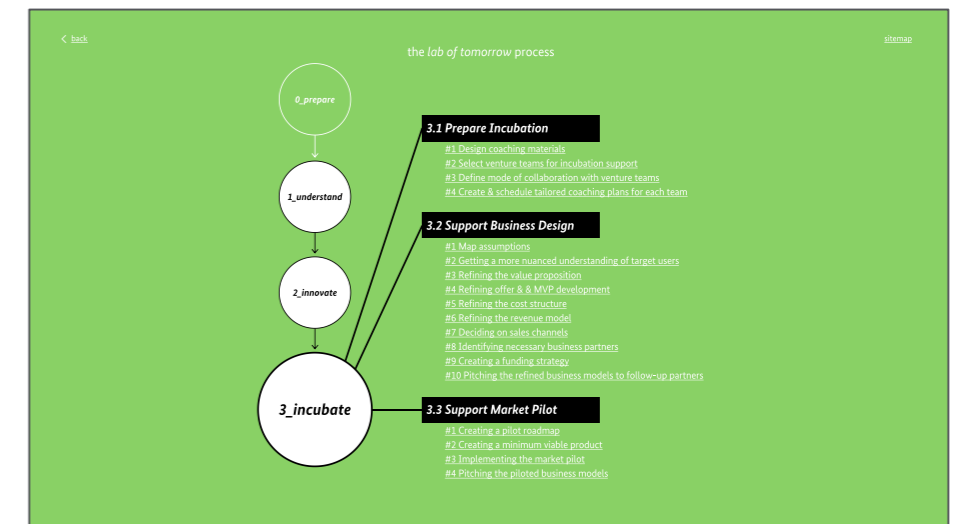 back
sitemap
the lab of tomorrow process
0_prepare
1_understand
2_innovate
3_incubate
3.1 Prepare Incubation
#1 Design coaching materials
#2 Select venture teams for incubation support
#3 Define mode of collaboration with venture teams
#4 Create & schedule tailored coaching plans for each team
3.2 Support Business Design
#1 Map assumptions
#2 Getting a more nuanced understanding of target users
#3 Refining the value proposition
#4 Refining offer & & MVP development
#5 Refining the cost structure
#6 Refining the revenue model
#7 Deciding on sales channels
#8 Identifying necessary business partners
#9 Creating a funding strategy
#10 Pitching the refined business models to follow-up partners
3.3 Support Market Pilot
#1 Creating a pilot roadmap
#2 Creating a minimum viable product
#3 Implementing the market pilot
#4 Pitching the piloted business models